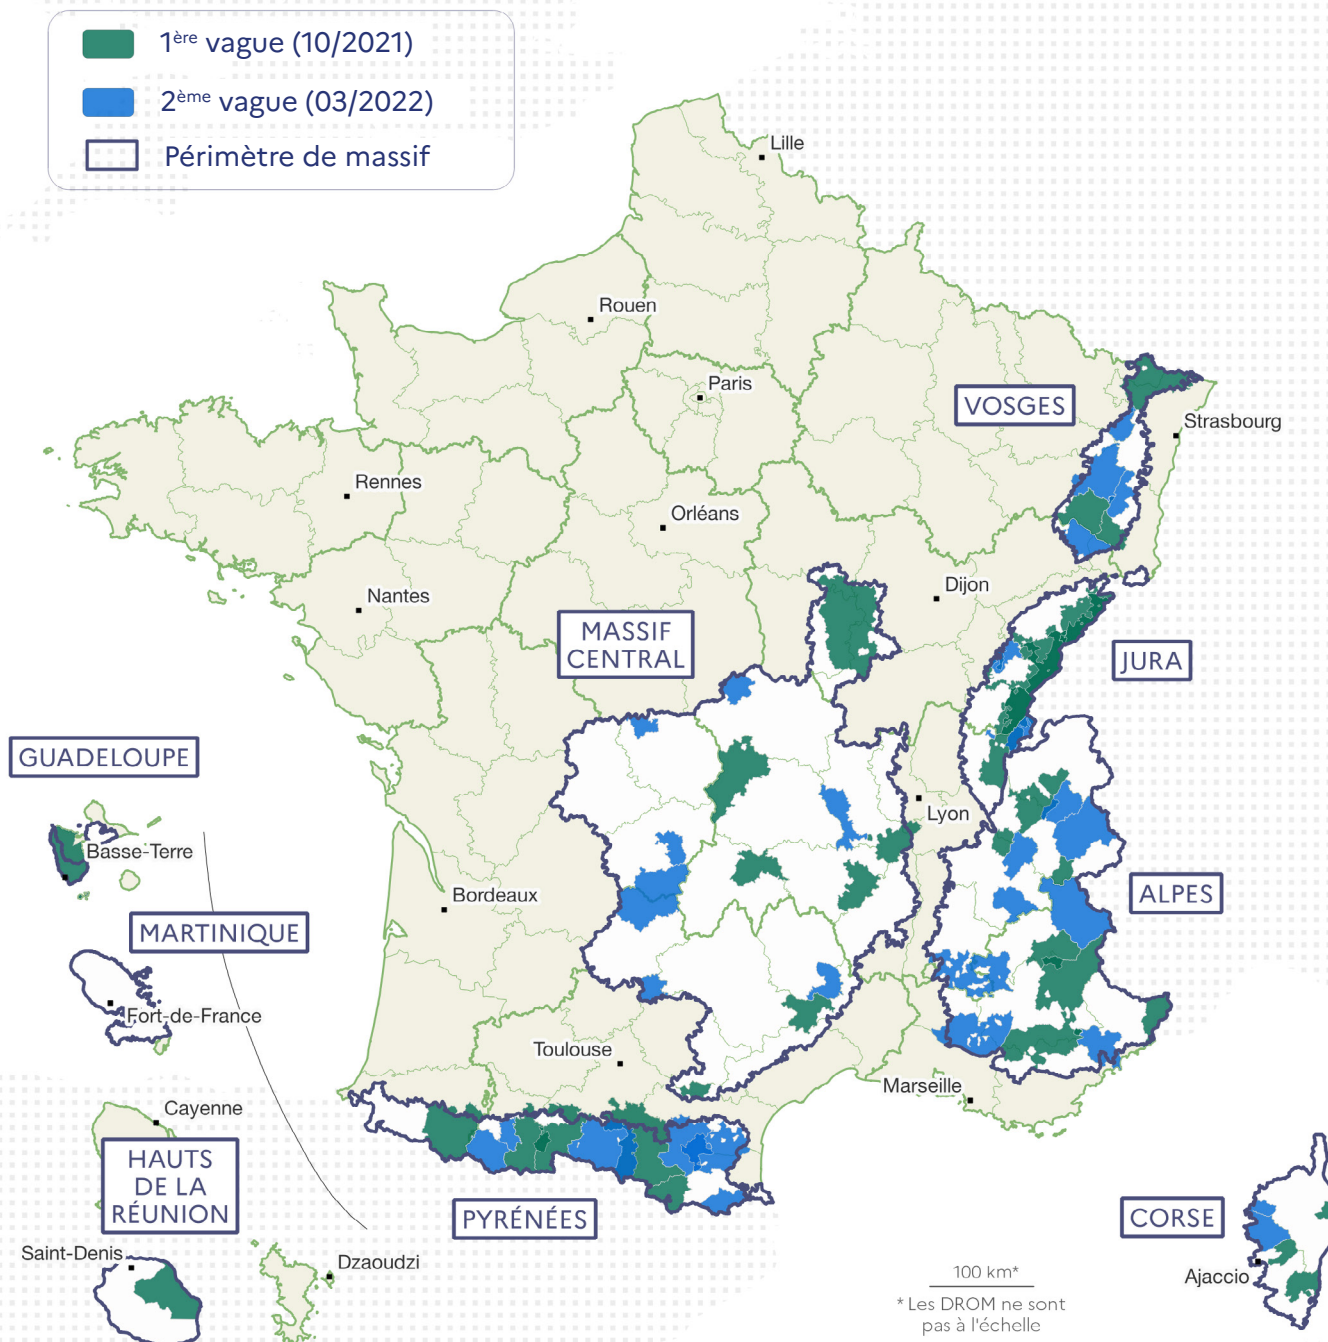 1ère vague (10/2021)
2ème vague (03/2022)
Périmètre de massif
Lille
Rouen
Paris
VOSGES
Strasbourg
Rennes
Orléans
Nantes
Dijon
MASSIF
CENTRAL
JURA
GUADELOUPE
Basse-Terre
Lyon
Bordeaux
ALPES
MARTINIQUE
Fort-de-France
Toulouse
Marseille
Cayenne
HAUTS
DE LA
RÉUNION
PYRÉNÉES
CORSE
Saint-Denis
Dzaoudzi
Ajaccio
100 km*
* Les DROM ne sont
pas à l'échelle